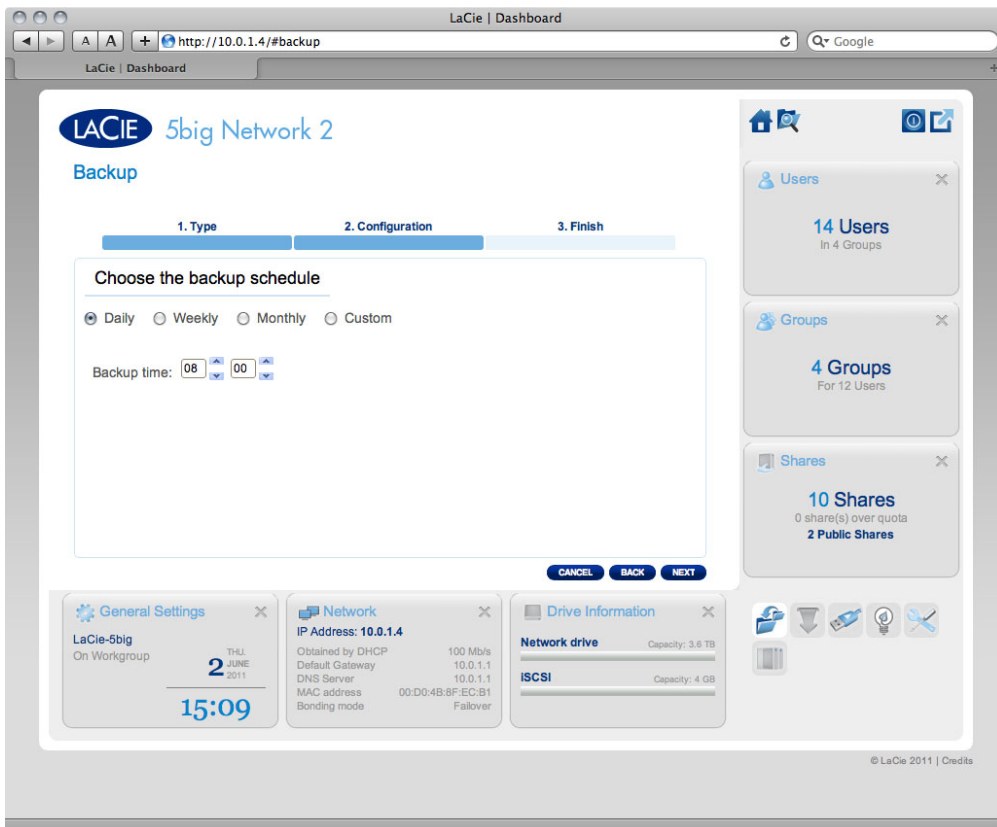 LaCie | Dashboard
A A + http://10.0.1.4/#backup Google
LaCie | Dashboard +
LACIE 5big Network 2
Backup
1. Type 2. Configuration 3. Finish
Choose the backup schedule
Daily Weekly Monthly Custom
Backup time: 08 00
CANCEL BACK NEXT
Users
14 Users
In 4 Groups
Groups
4 Groups
For 12 Users
Shares
10 Shares
0 share(s) over quota
2 Public Shares
General Settings
LaCie-5big
On Workgroup
THU.
2 JUNE
2011
15:09
Network
IP Address: 10.0.1.4
Obtained by DHCP 100 Mb/s
Default Gateway 10.0.1.1
DNS Server 10.0.1.1
MAC address 00:D0:4B:8F:EC:B1
Bonding mode Failover
Drive Information
Network drive Capacity: 3.6 TB
iSCSI Capacity: 4 GB
© LaCie 2011 | Credits